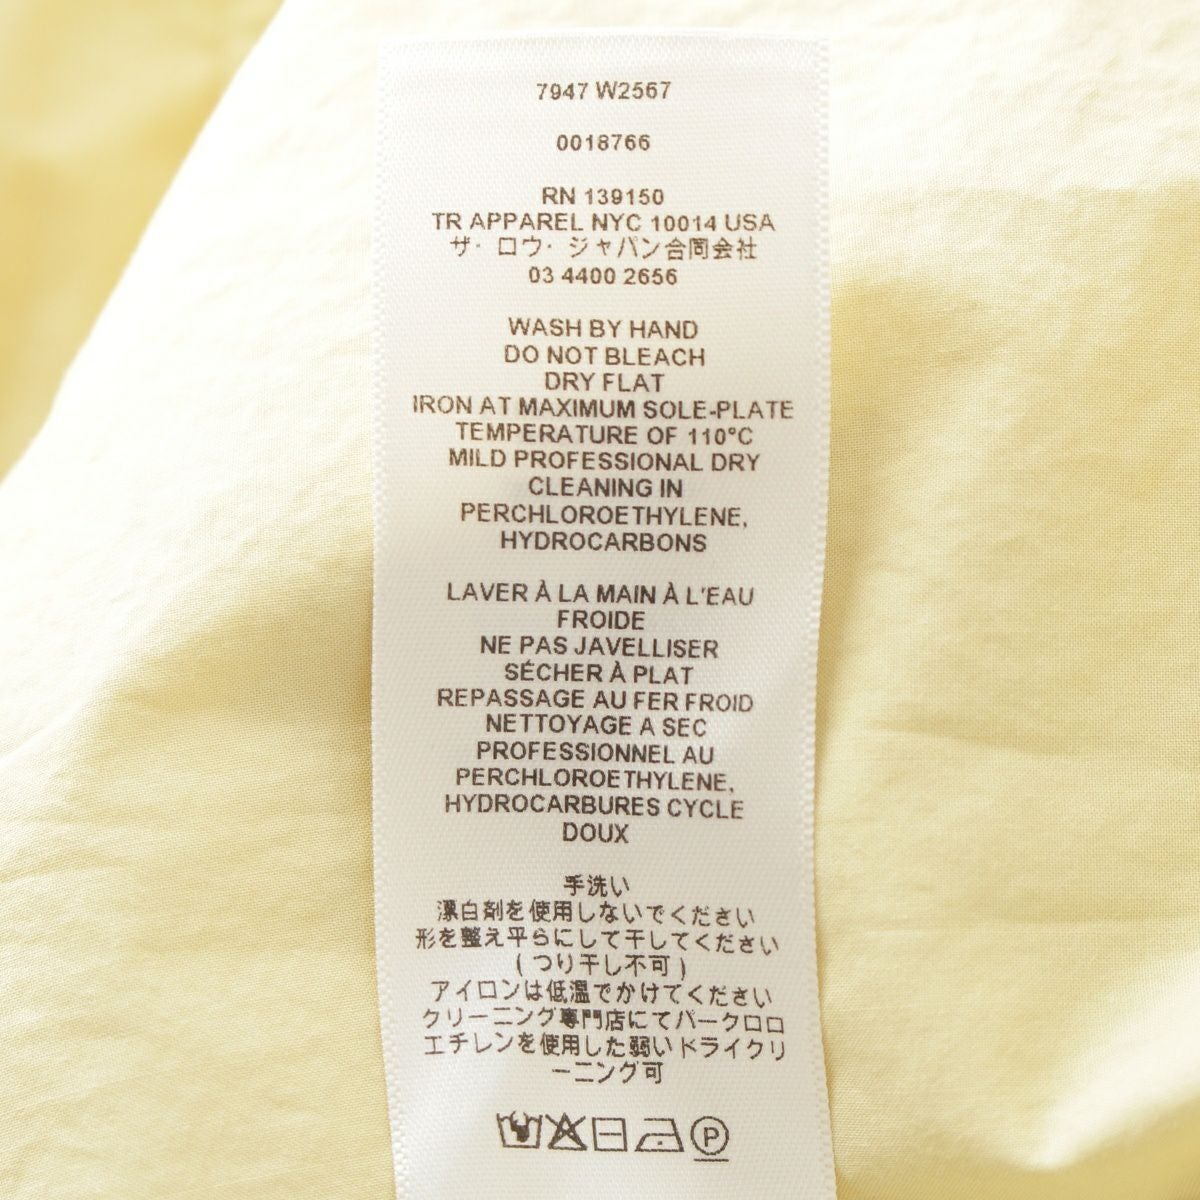 7947 W2567
0018766
RN 139150
TR APPAREL NYC 10014 USA
ザ・ロウ・ジャパン合同会社
03 4400 2656
WASH BY HAND
DO NOT BLEACH
DRY FLAT
IRON AT MAXIMUM SOLE-PLATE
TEMPERATURE OF 110°C
MILD PROFESSIONAL DRY
CLEANING IN
PERCHLOROETHYLENE,
HYDROCARBONS
LAVER À LA MAIN À L'EAU
FROIDE
NE PAS JAVELLISER
SÉCHER À PLAT
REPASSAGE AU FER FROID
NETTOYAGE A SEC
PROFESSIONNEL AU
PERCHLOROETHYLENE,
HYDROCARBURES CYCLE
DOUX
手洗い
漂白剤を使用しないでください
形を整え平らにして干してください
(つり干し不可)
アイロンは低温でかけてください
クリーニング専門店にてパークロロ
エチレンを使用した弱いドライクリ
ーニング可
P